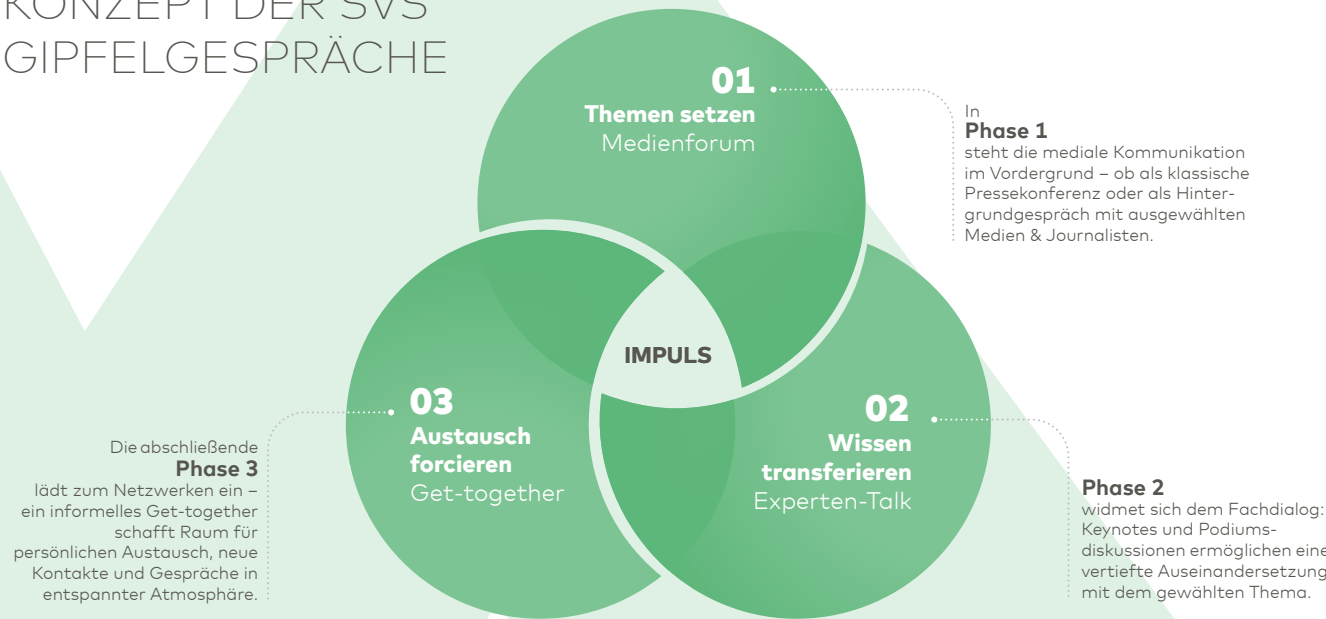 KONZEPT DER SVS
GIPFELGESPRÄCHE
01
Themen setzen
Medienforum
In
Phase 1
steht die mediale Kommunikation
im Vordergrund – ob als klassische
Pressekonferenz oder als Hinter-
grundgespräch mit ausgewählten
Medien & Journalisten.
IMPULS
02
Wissen
transferieren
Experten-Talk
Phase 2
widmet sich dem Fachdialog:
Keynotes und Podiums-
diskussionen ermöglichen eine
vertiefte Auseinandersetzung
mit dem gewählten Thema.
03
Austausch
forcieren
Get-together
Die abschließende
Phase 3
lädt zum Netzwerken ein –
ein informelles Get-together
schafft Raum für
persönlichen Austausch, neue
Kontakte und Gespräche in
entspannter Atmosphäre.